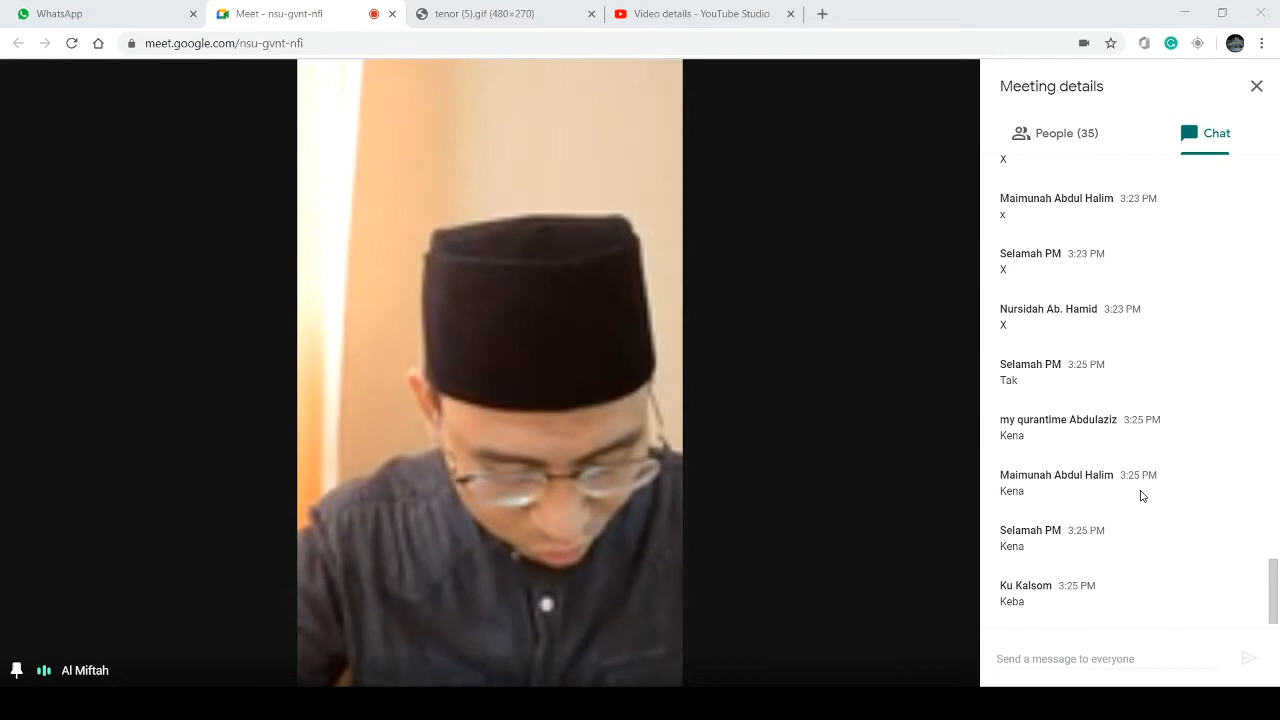 WhatsApp
Meet - nsu-gvnt-nfi
tenor (5).gif (480×270)
Video details - YouTube Studio
meet.google.com/nsu-gvnt-nfi
Meeting details
People (35)
Chat
X
Maimunah Abdul Halim 3:23 PM
x
Selamah PM 3:23 PM
X
Nursidah Ab. Hamid 3:23 PM
X
Selamah PM 3:25 PM
Tak
my qurantime Abdulaziz 3:25 PM
Kena
Maimunah Abdul Halim 3:25 PM
Kena
Selamah PM 3:25 PM
Kena
Ku Kalsom 3:25 PM
Keba
Send a message to everyone
Al Miftah